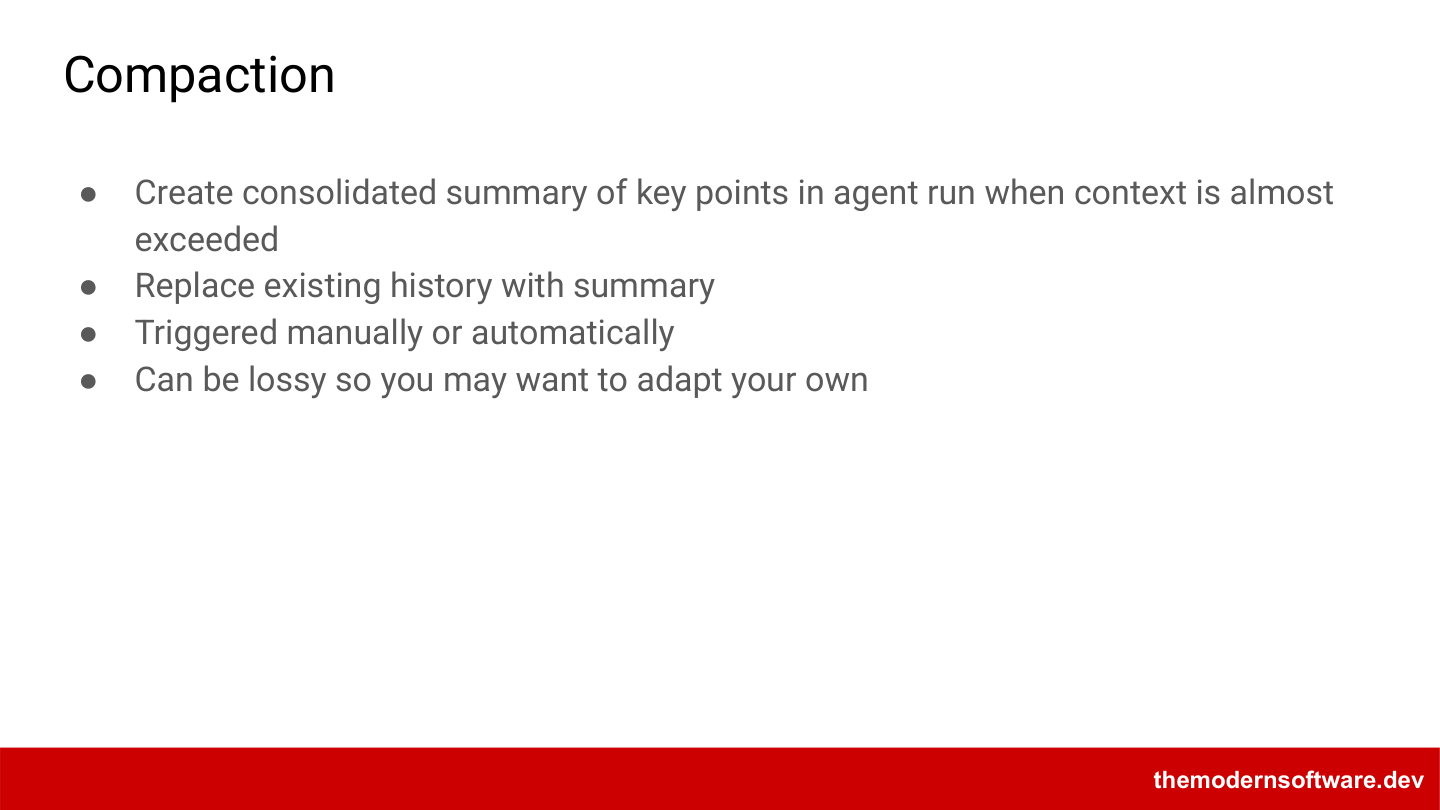 Compaction
● Create consolidated summary of key points in agent run when context is almost
exceeded
● Replace existing history with summary
● Triggered manually or automatically
● Can be lossy so you may want to adapt your own
themodernsoftware.dev